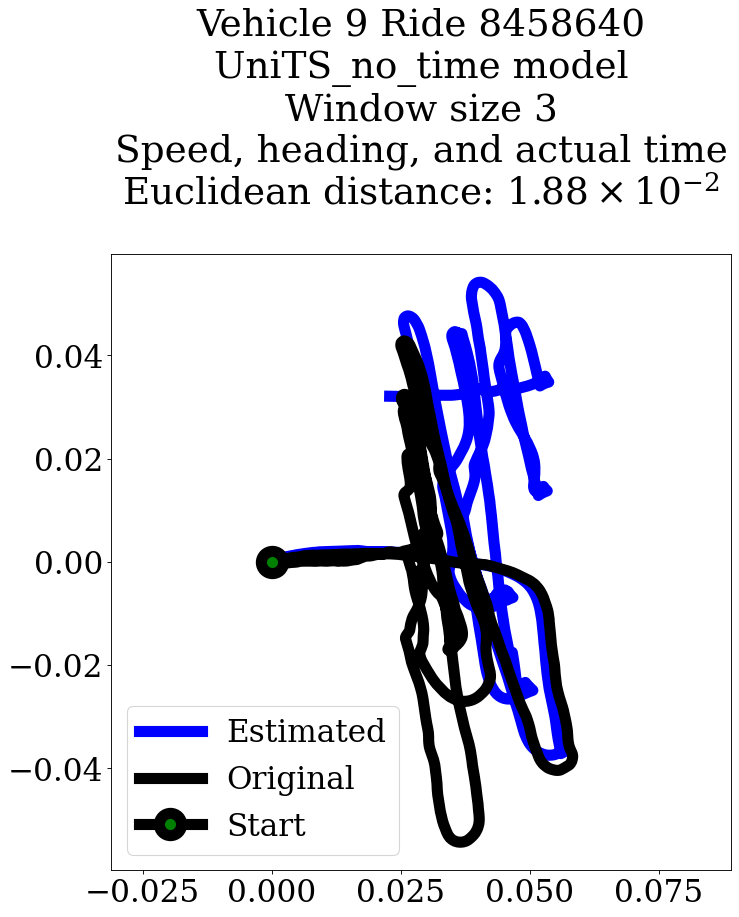 Vehicle 9 Ride 8458640
UniTS_no_time model
Window size 3
Speed, heading, and actual time
Euclidean distance: 1.88 × 10⁻²
0.04
0.02
0.00
−0.02
−0.04
Estimated
Original
Start
−0.025 0.000 0.025 0.050 0.075